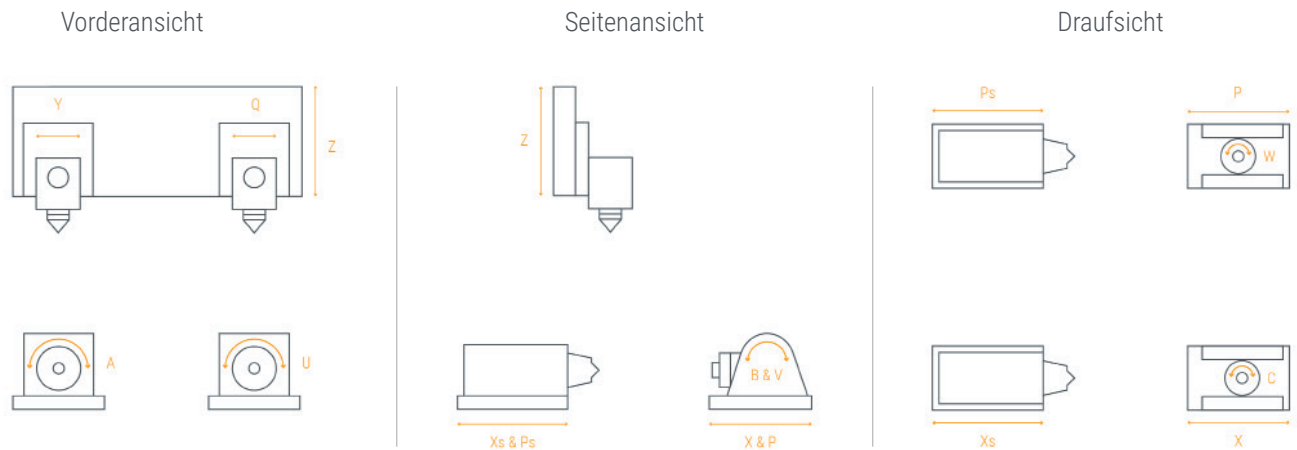 Vorderansicht
Seitenansicht
Draufsicht
Y
Q
Z
Z
Ps
P
W
A
U
B & V
Xs & Ps
X & P
C
Xs
X